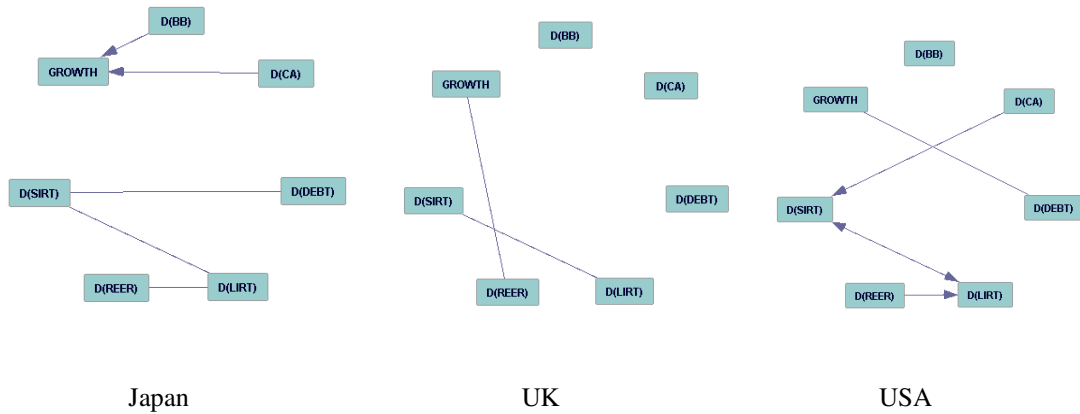 D(BB)
GROWTH
D(CA)
D(SIRT)
D(DEBT)
D(REER)
D(LIRT)
Japan
D(BB)
GROWTH
D(CA)
D(SIRT)
D(DEBT)
D(REER)
D(LIRT)
UK
D(BB)
GROWTH
D(CA)
D(SIRT)
D(DEBT)
D(REER)
D(LIRT)
USA